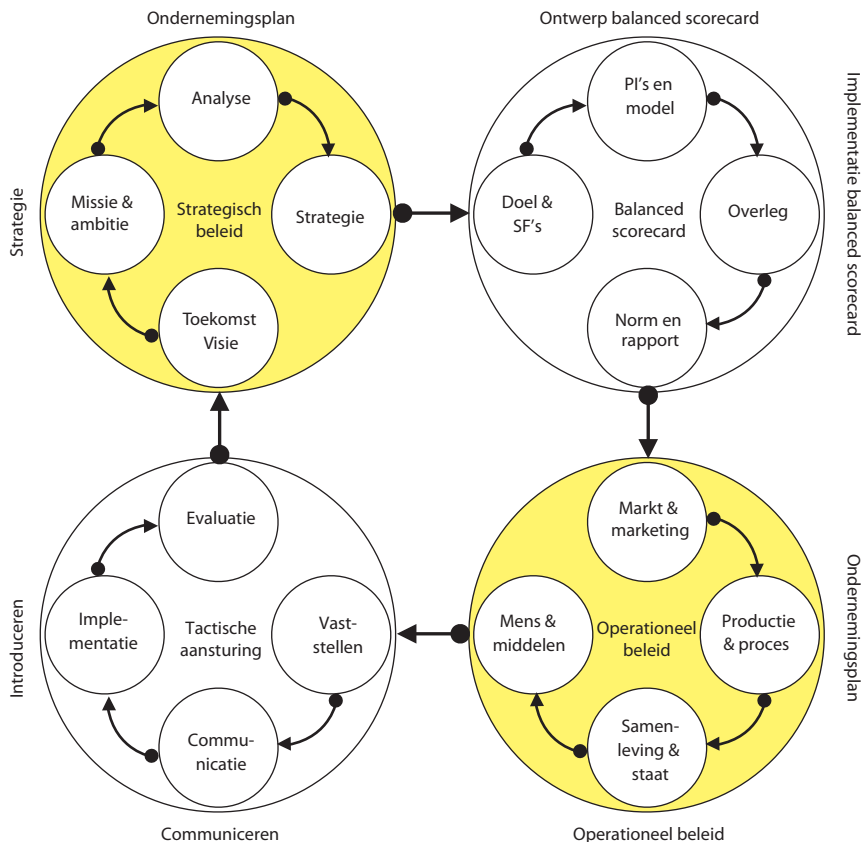 Ondernemingsplan
Ontwerp balanced scorecard
Strategie
Analyse
Missie &
ambitie
Strategisch
beleid
Strategie
Toekomst
Visie
PI's en
model
Doel &
SF's
Balanced
scorecard
Overleg
Norm en
rapport
Implementatie balanced scorecard
Introduceren
Evaluatie
Imple-
mentatie
Tactische
aansturing
Vast-
stellen
Commu-
nicatie
Markt &
marketing
Mens &
middelen
Operationeel
beleid
Productie
& proces
Samen-
leving &
staat
Ondernemingsplan
Communiceren
Operationeel beleid